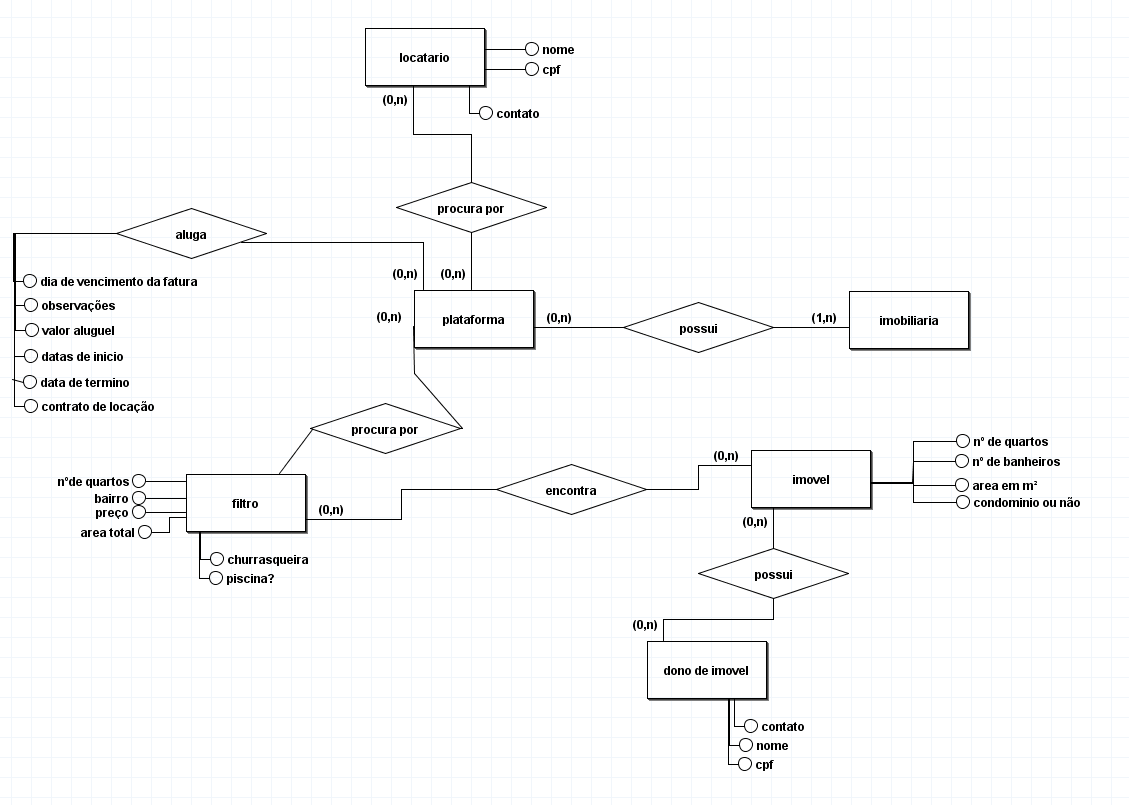 locatario
nome
cpf
(0,n)
contato
procura por
aluga
(0,n)
(0,n)
dia de vencimento da fatura
observações
valor aluguel
datas de inicio
data de termino
contrato de locação
(0,n)
plataforma
(0,n)
possui
(1,n)
imobiliaria
procura por
nºde quartos
bairro
preço
area total
filtro
(0,n)
churrasqueira
piscina?
encontra
(0,n)
imovel
nº de quartos
nº de banheiros
area em m²
condominio ou não
(0,n)
possui
(0,n)
dono de imovel
contato
nome
cpf